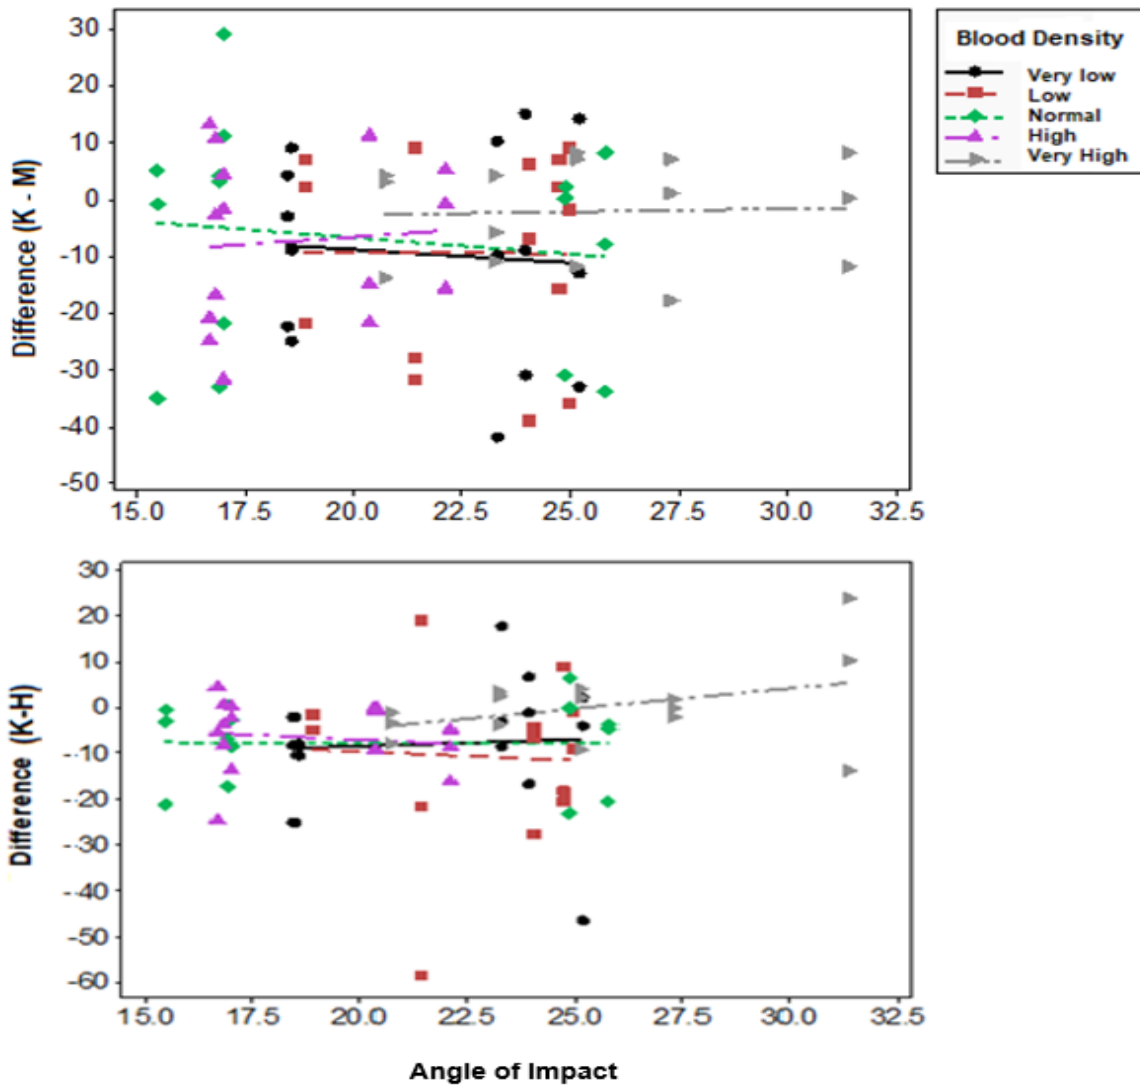 Blood Density
Very low
Low
Normal
High
Very High
Difference (K - M)
30
20
10
0
-10
-20
-30
-40
-50
15.0 17.5 20.0 22.5 25.0 27.5 30.0 32.5
Difference (K-H)
30
20
10
0
-10
-20
-30
-40
-50
-60
15.0 17.5 20.0 22.5 25.0 27.5 30.0 32.5
Angle of Impact